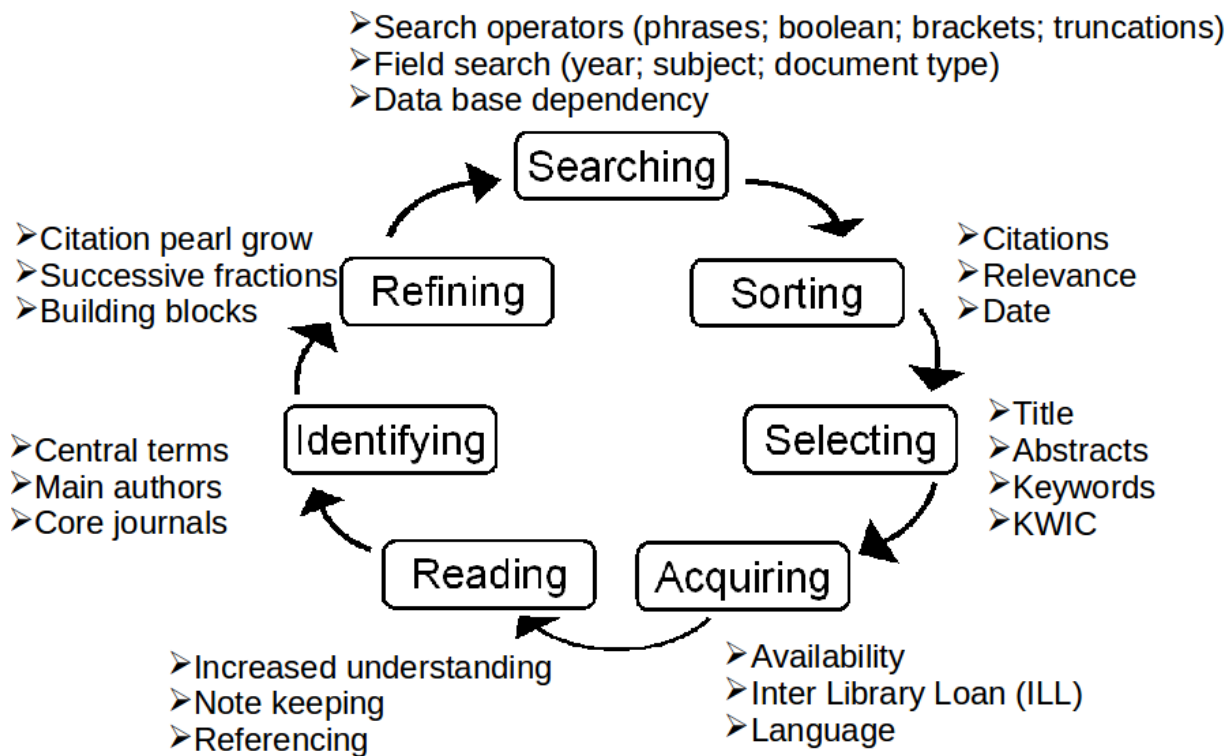 ➢Search operators (phrases; boolean; brackets; truncations)
➢Field search (year; subject; document type)
➢Data base dependency
Searching
Sorting
➢Citations
➢Relevance
➢Date
Selecting
➢Title
➢Abstracts
➢Keywords
➢KWIC
Acquiring
➢Availability
➢Inter Library Loan (ILL)
➢Language
Reading
➢Increased understanding
➢Note keeping
➢Referencing
Identifying
➢Central terms
➢Main authors
➢Core journals
Refining
➢Citation pearl grow
➢Successive fractions
➢Building blocks